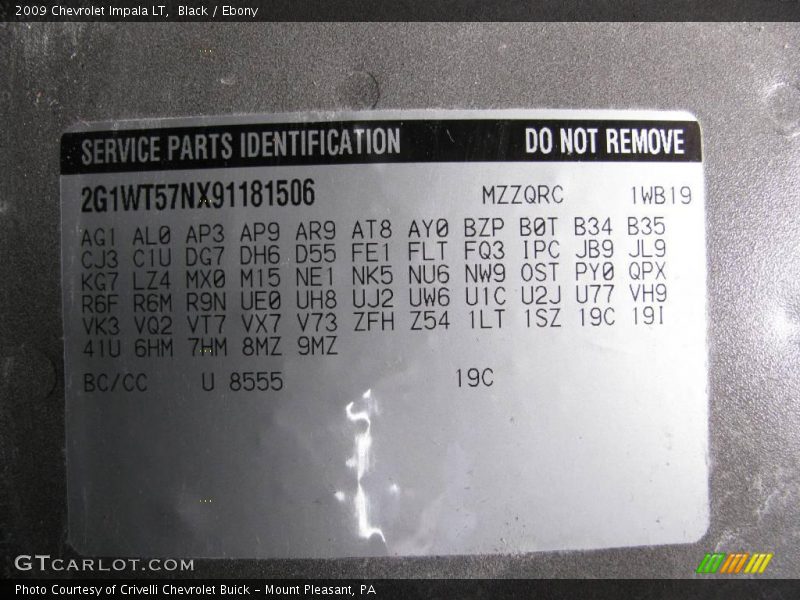 2009 Chevrolet Impala LT,  Black / Ebony
SERVICE PARTS IDENTIFICATION DO NOT REMOVE
2G1WT57NX91181506 MZZQRC 1WB19
AG1 AL0 AP3 AP9 AR9 AT8 AY0 BZP B0T B34 B35
CJ3 C1U DG7 DH6 D55 FE1 FLT FQ3 IPC JB9 JL9
KG7 LZ4 MX0 M15 NE1 NK5 NU6 NW9 OST PY0 QPX
R6F R6M R9N UE0 UH8 UJ2 UW6 U1C U2J U77 VH9
VK3 VQ2 VT7 VX7 V73 ZFH Z54 1LT 1SZ 19C 19I
41U 6HM 7HM 8MZ 9MZ
BC/CC U 8555 19C
GTCARLOT.COM
Photo Courtesy of Crivelli Chevrolet Buick – Mount Pleasant, PA